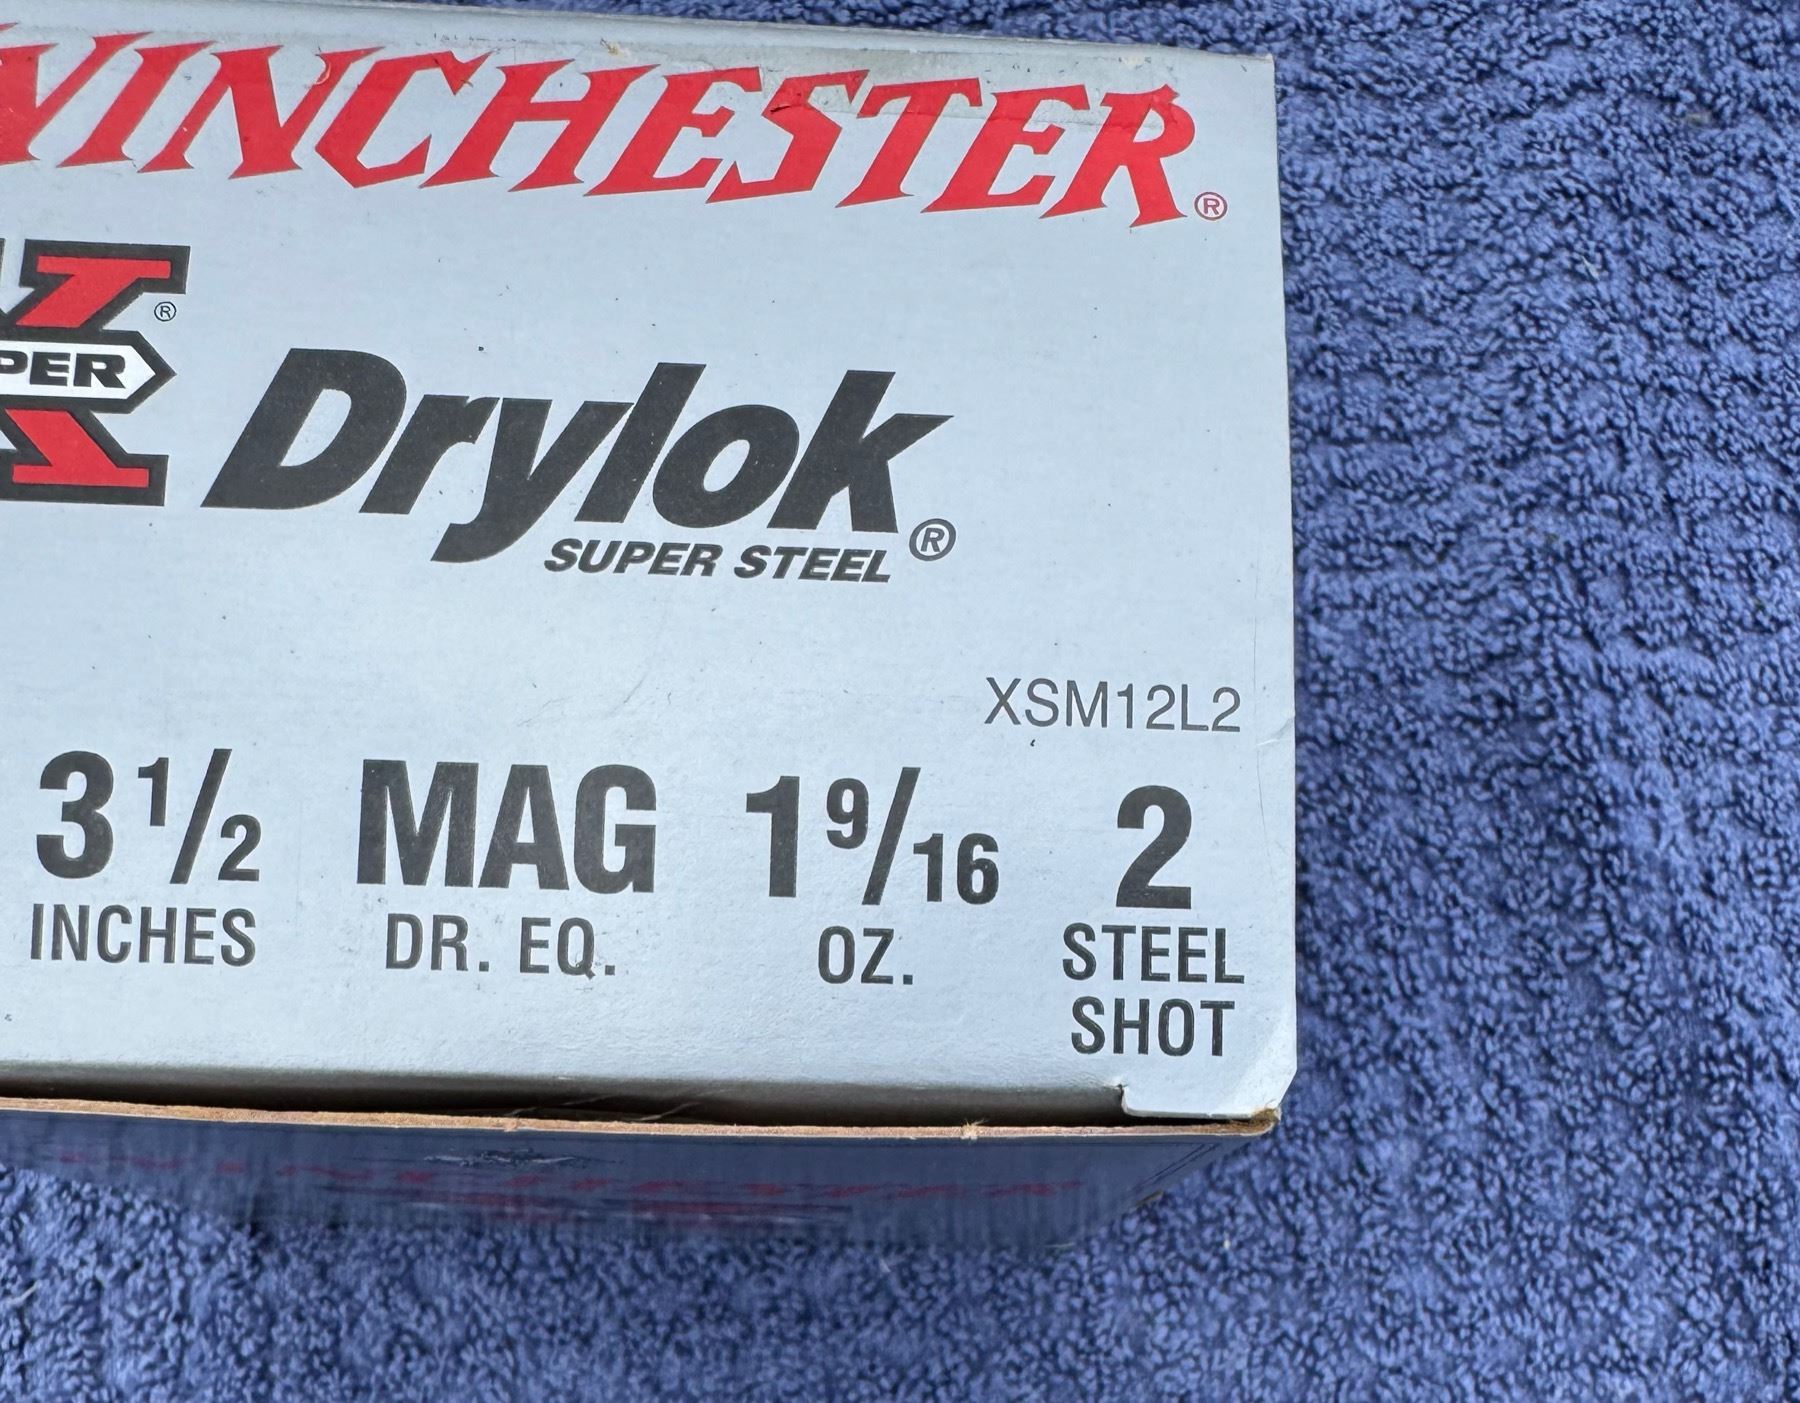 WINCHESTER®
PER ®
Drylok
SUPER STEEL ®
XSM12L2
3 1/2 MAG 1 9/16 2
INCHES DR. EQ. OZ. STEEL
SHOT